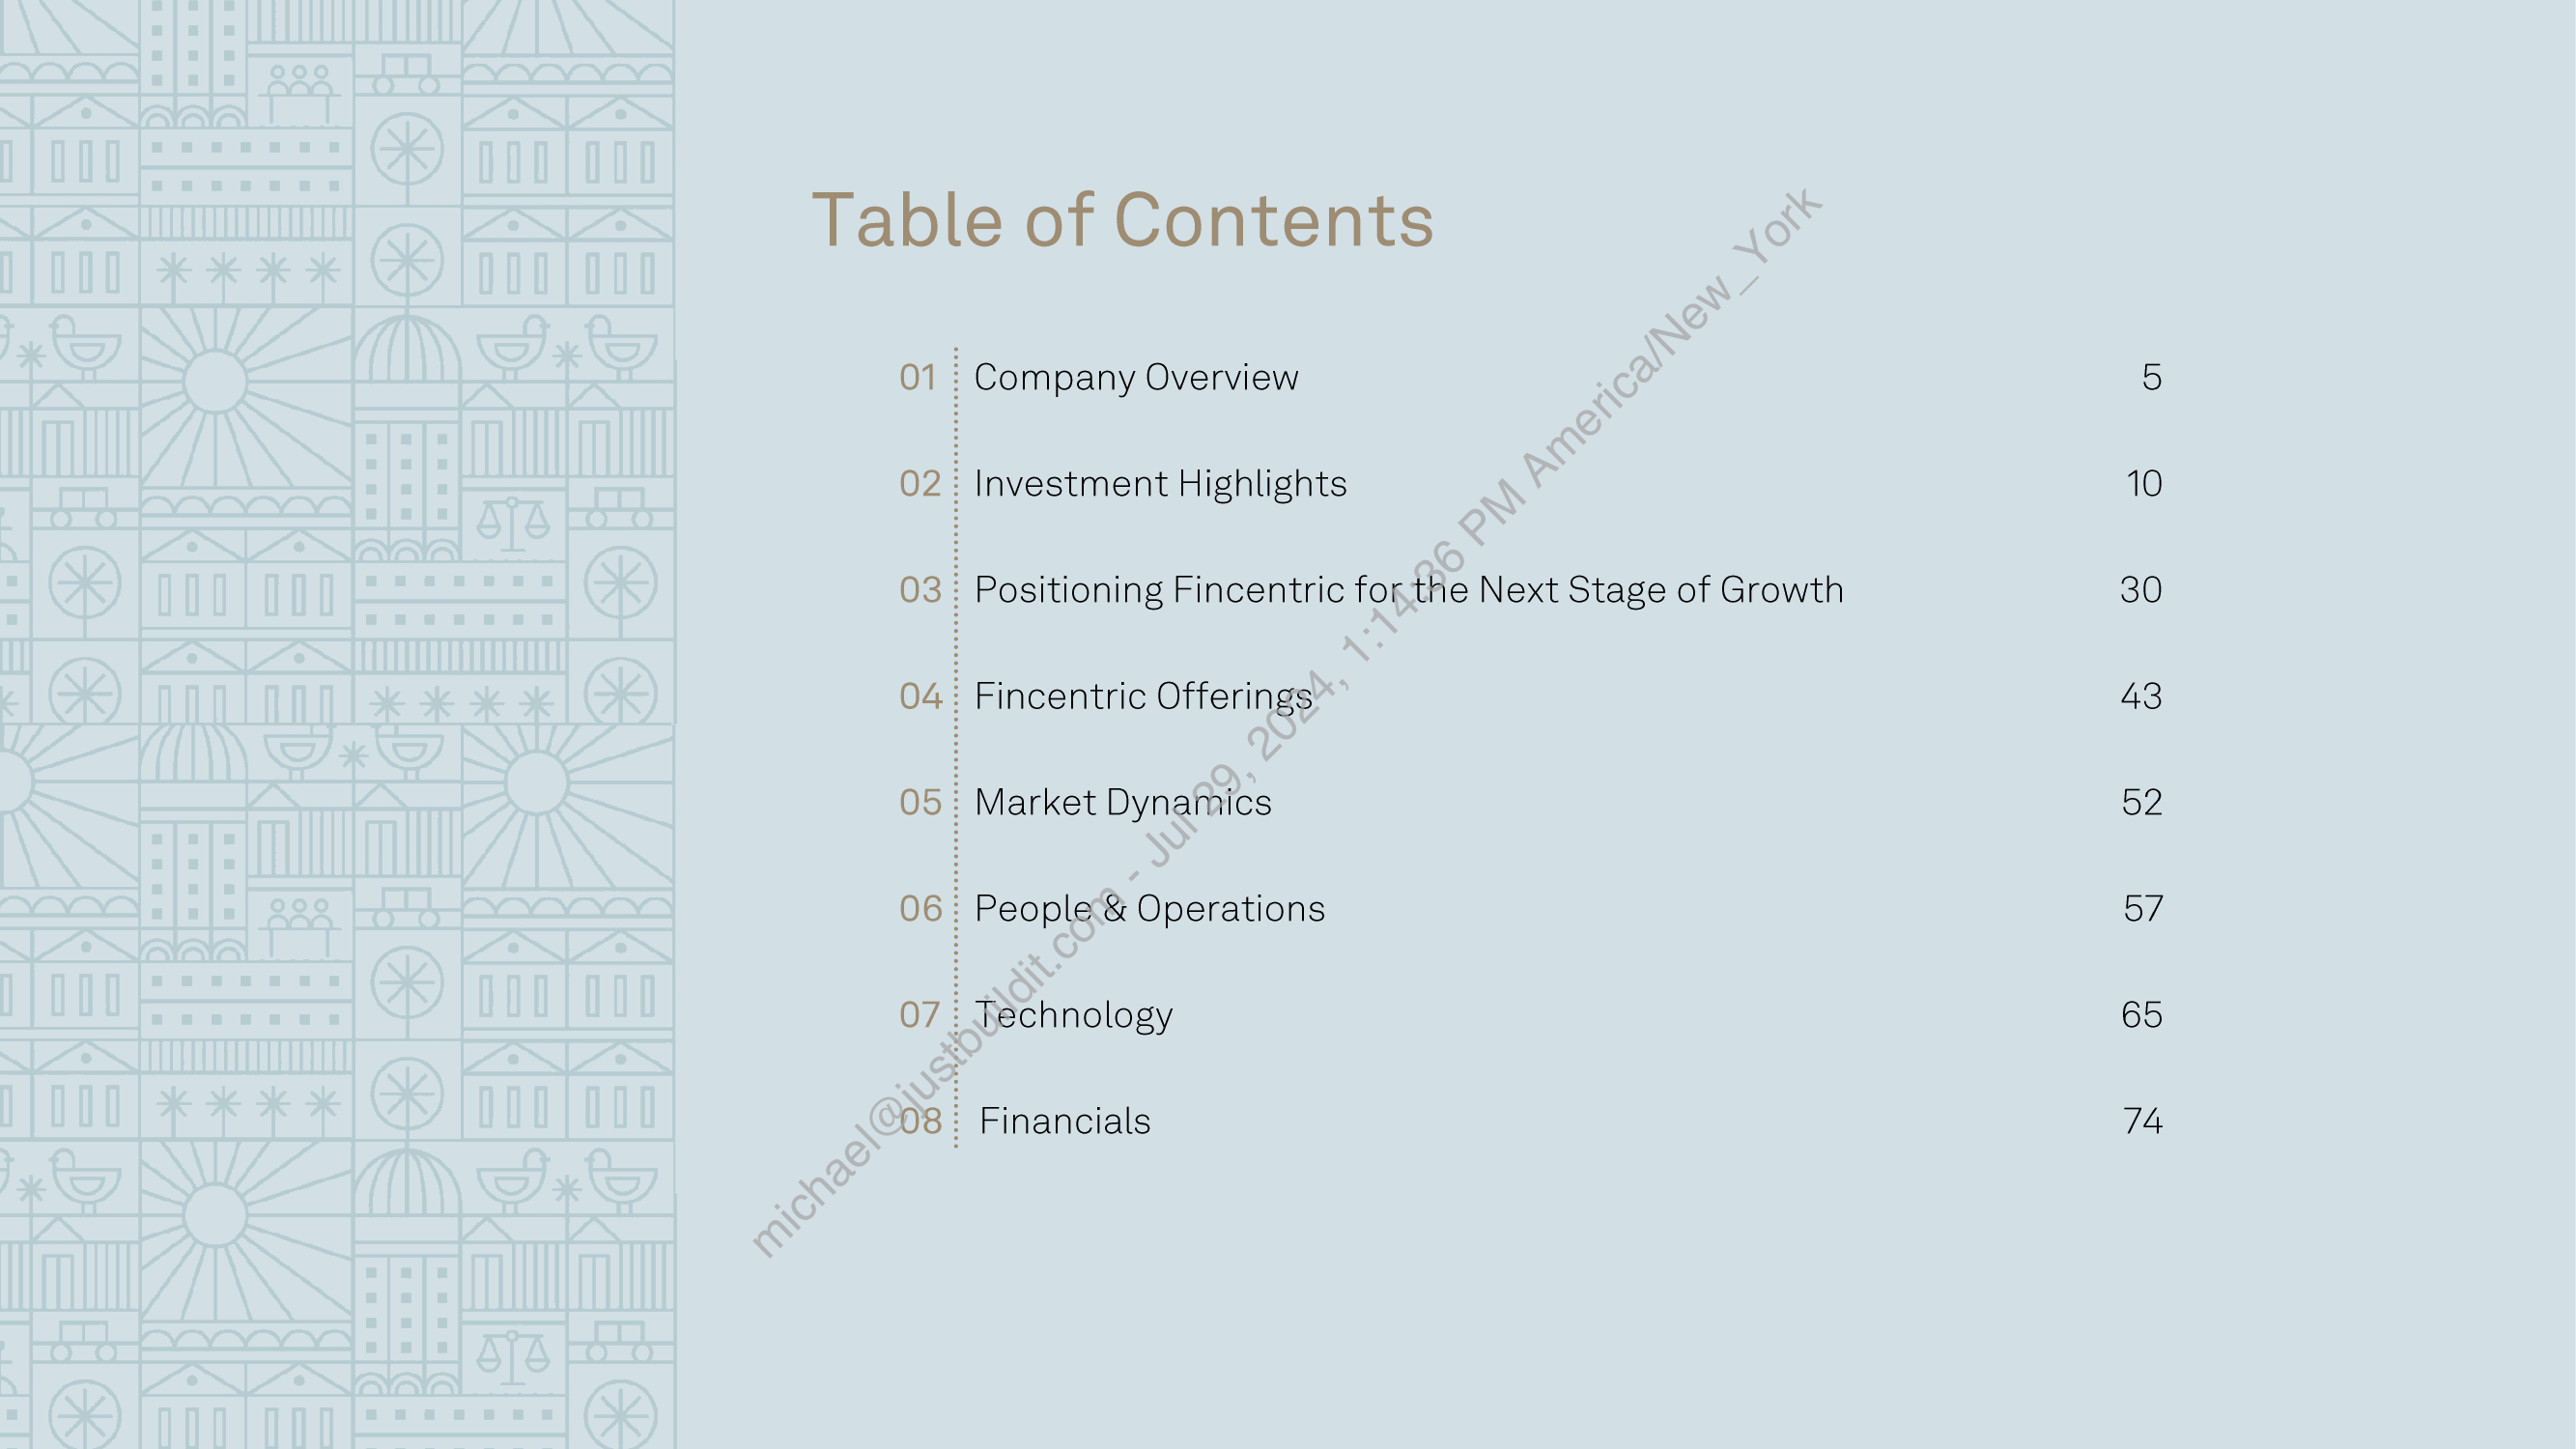 Table of Contents
01 Company Overview 5
02 Investment Highlights 10
03 Positioning Fincentric for the Next Stage of Growth 30
04 Fincentric Offerings 43
05 Market Dynamics 52
06 People & Operations 57
07 Technology 65
08 Financials 74
michael@justbuildit.com - Jul 29, 2024, 1:14:36 PM America/New_York